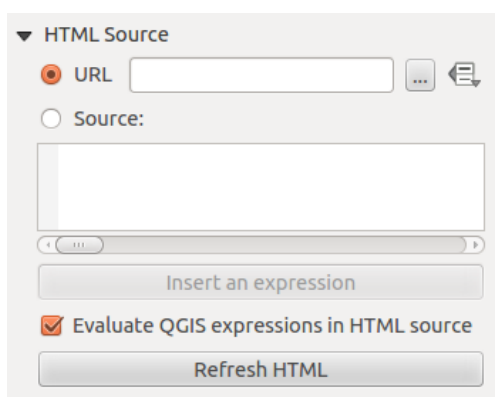 HTML Source
URL
...
Source:
Insert an expression
Evaluate QGIS expressions in HTML source
Refresh HTML